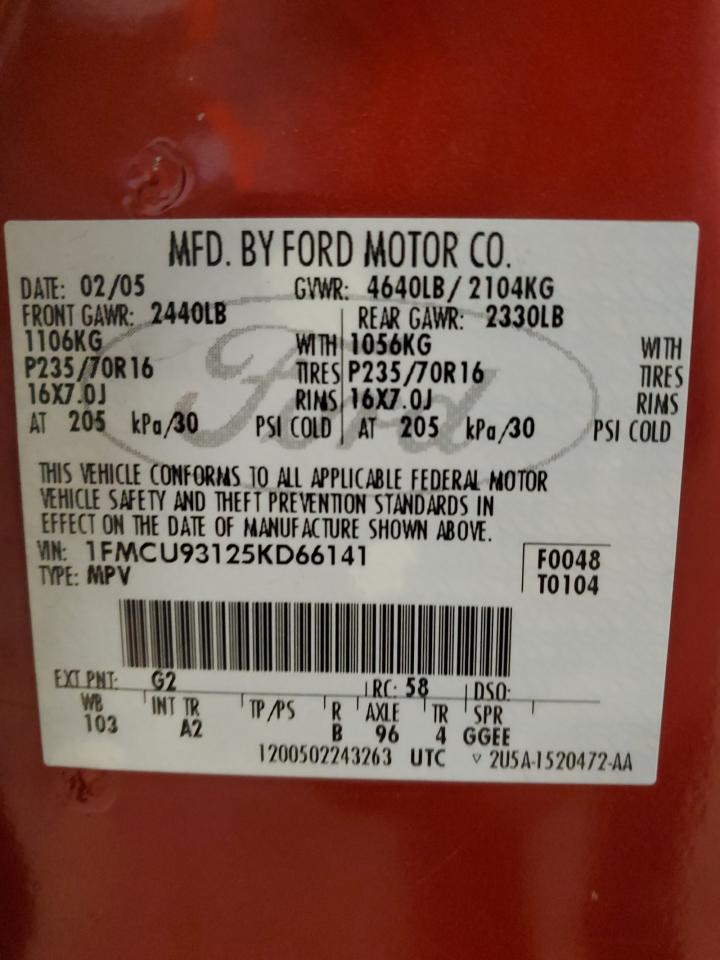 MFD. BY FORD MOTOR CO.
DATE: 02/05 GVWR: 4640LB/ 2104KG
FRONT GAWR: 2440LB REAR GAWR: 2330LB
1106KG WITH 1056KG WITH
P235/70R16 TIRES P235/70R16 TIRES
16X7.0J RIMS 16X7.0J RIMS
AT 205 kPa/30 PSI COLD AT 205 kPa/30 PSI COLD
Ford
THIS VEHICLE CONFORMS TO ALL APPLICABLE FEDERAL MOTOR
VEHICLE SAFETY AND THEFT PREVENTION STANDARDS IN
EFFECT ON THE DATE OF MANUFACTURE SHOWN ABOVE.
VIN: 1FMCU93125KD66141 F0048
TYPE: MPV T0104
EXT PNT: G2 RC: 58 DSO:
WB INT TR TP/PS R AXLE TR SPR
103 A2 B 96 4 GGEE
1200502243263 UTC ▽ 2U5A-1520472-AA